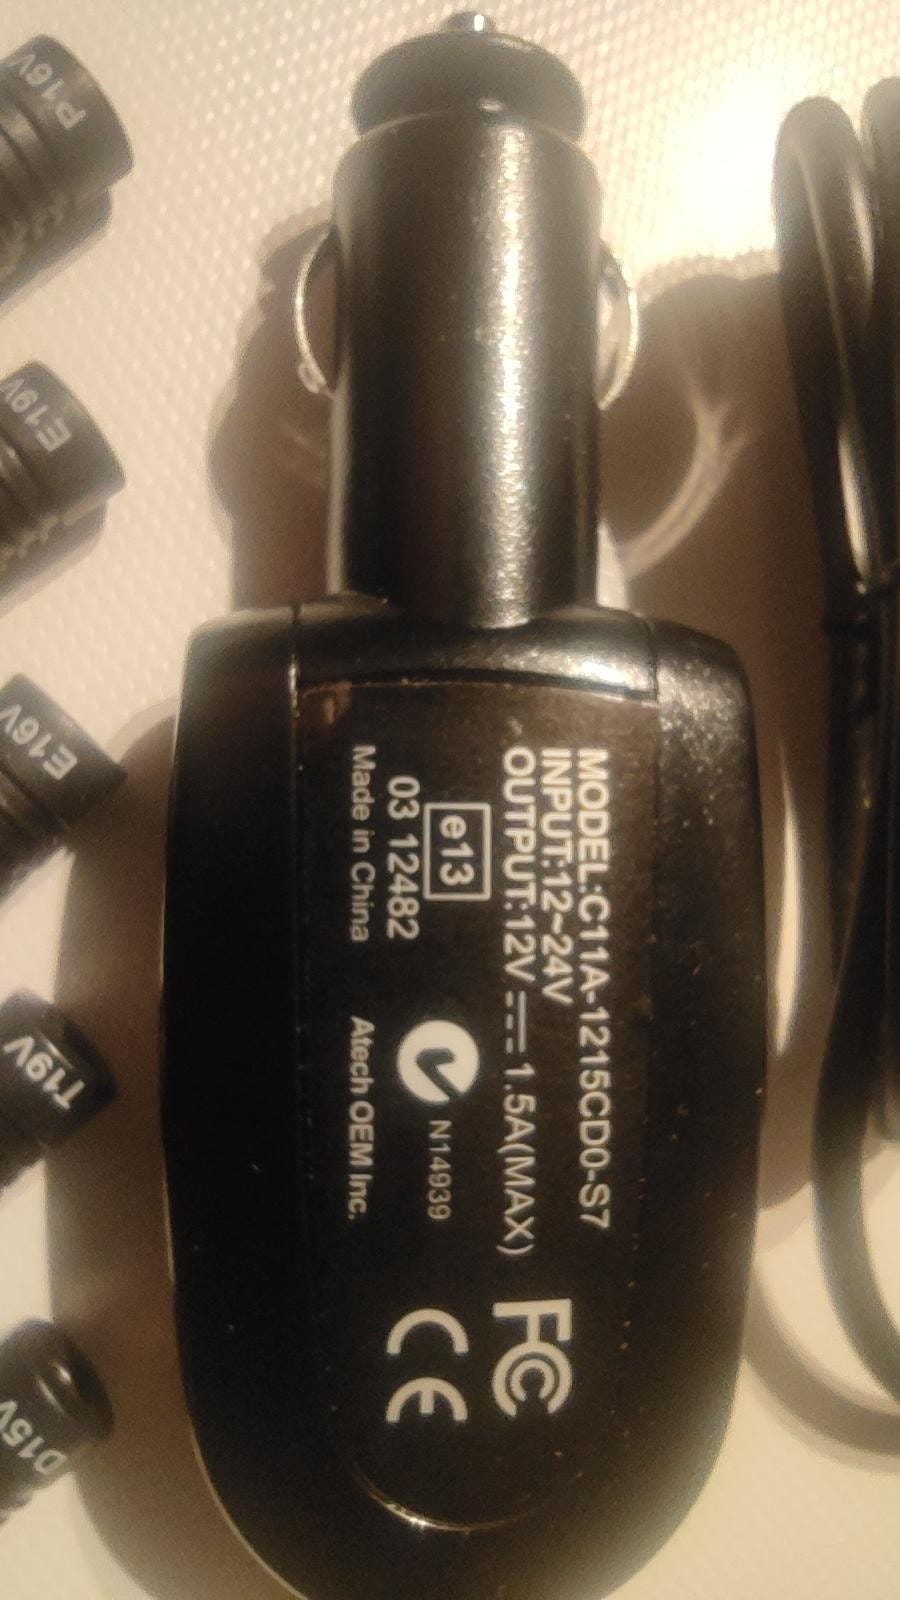 MODEL:C11A-1215CD0-S7
INPUT:12~24V
OUTPUT:12V⎓1.5A(MAX)
e13
03 12482
N14939
Made in China
Atech OEM Inc.
FC
CE
P16V
E19V
E16V
T19V
D15V